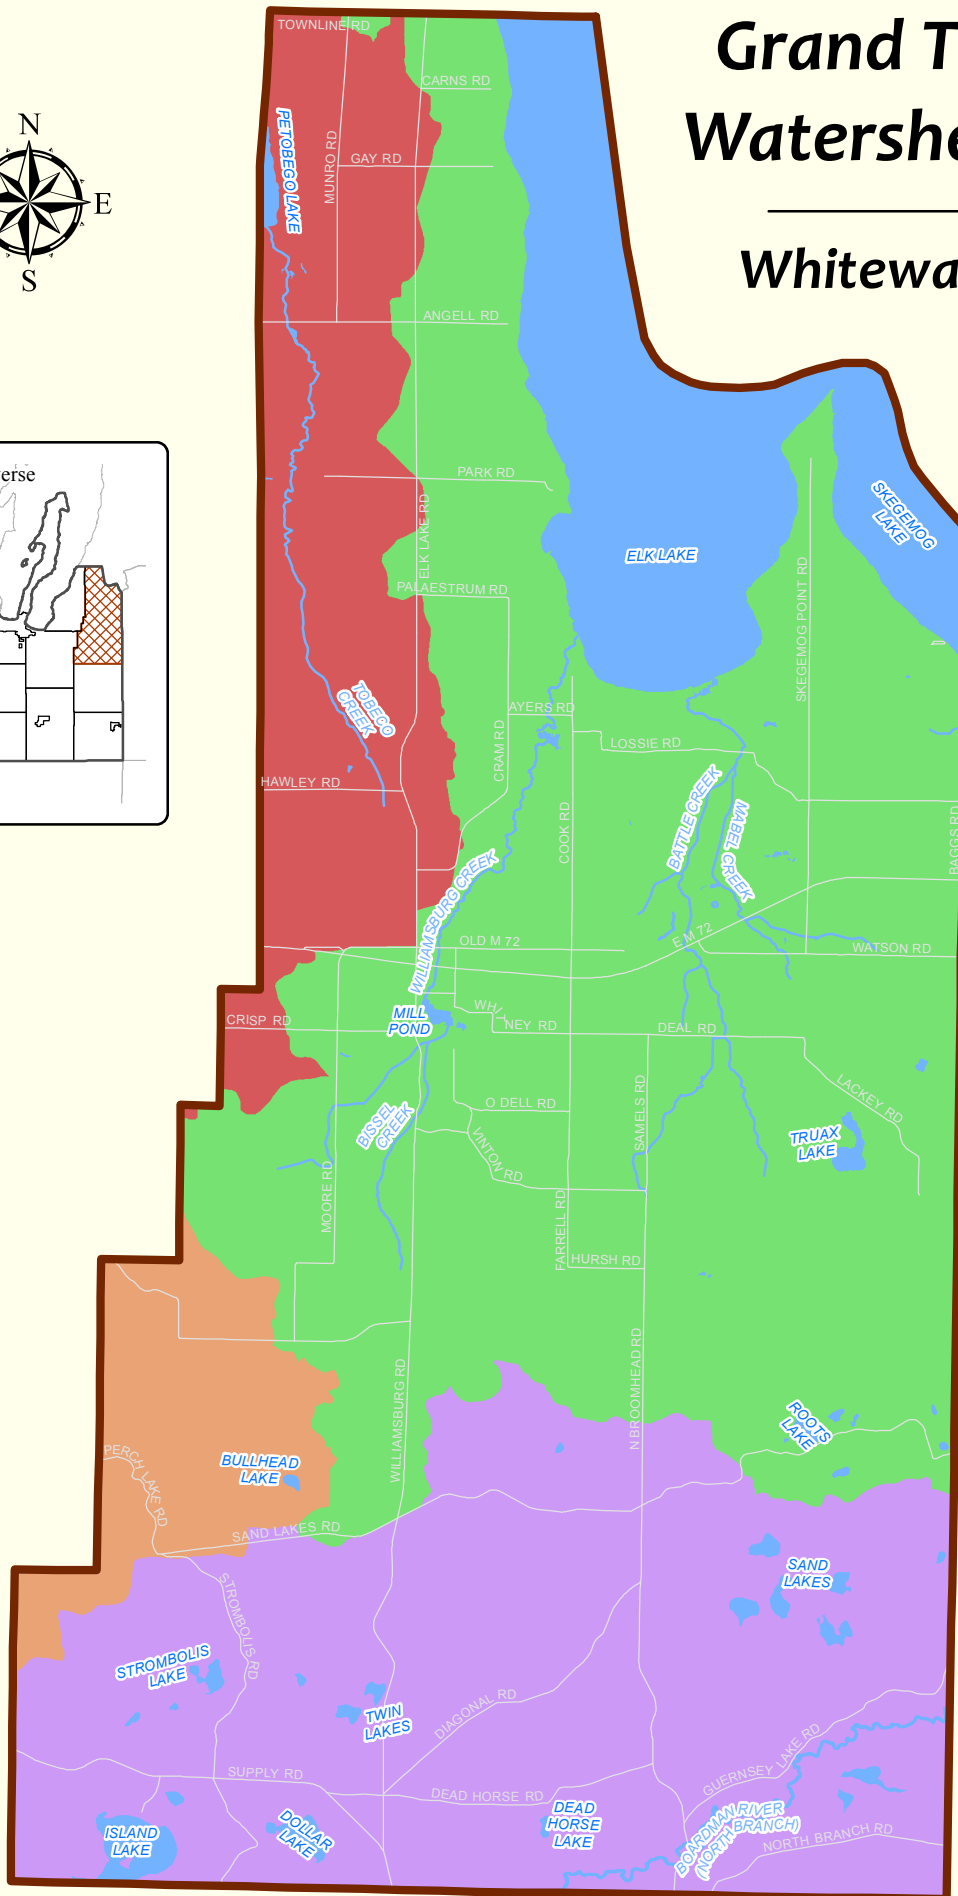 Grand T
Watershe
Whitewa
N
E
S
erse
TOWNLINE RD
CARNS RD
PETOBEGO LAKE
MUNRO RD
GAY RD
ANGELL RD
PARK RD
ELK LAKE RD
SKEGEMOG
LAKE
ELK LAKE
PALAESTRUM RD
SKEGEMOG POINT RD
TOBECO
CREEK
AYERS RD
CRAM RD
LOSSIE RD
HAWLEY RD
COOK RD
BATTLE CREEK
MABEL CREEK
BAGGS RD
WILLIAMSBURG CREEK
OLD M 72
E M 72
WATSON RD
MILL
POND
CRISP RD
WHITNEY RD
DEAL RD
BISSEL
CREEK
O DELL RD
SAMELS RD
LACKEY RD
VINTON RD
TRUAX
LAKE
MOORE RD
FARRELL RD
HURSH RD
WILLIAMSBURG RD
N BROOMHEAD RD
ROOTS
LAKE
PERCH LAKE RD
BULLHEAD
LAKE
SAND LAKES RD
SAND
LAKES
STROMBOLIS RD
STROMBOLIS
LAKE
TWIN
LAKES
DIAGONAL RD
GUERNSEY LAKE RD
SUPPLY RD
DEAD HORSE RD
ISLAND
LAKE
DOLLAR
LAKE
DEAD
HORSE
LAKE
BOARDMAN RIVER
(NORTH BRANCH)
NORTH BRANCH RD